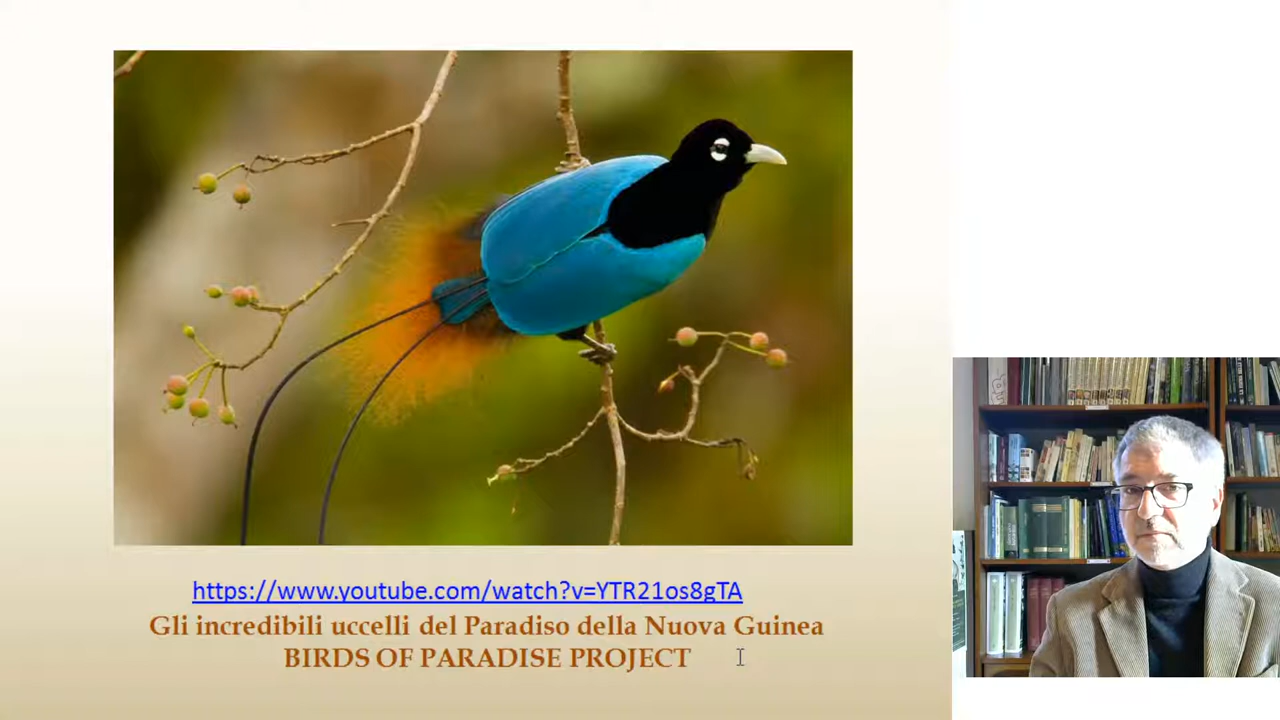 https://www.youtube.com/watch?v=YTR21os8gTA
Gli incredibili uccelli del Paradiso della Nuova Guinea
BIRDS OF PARADISE PROJECT